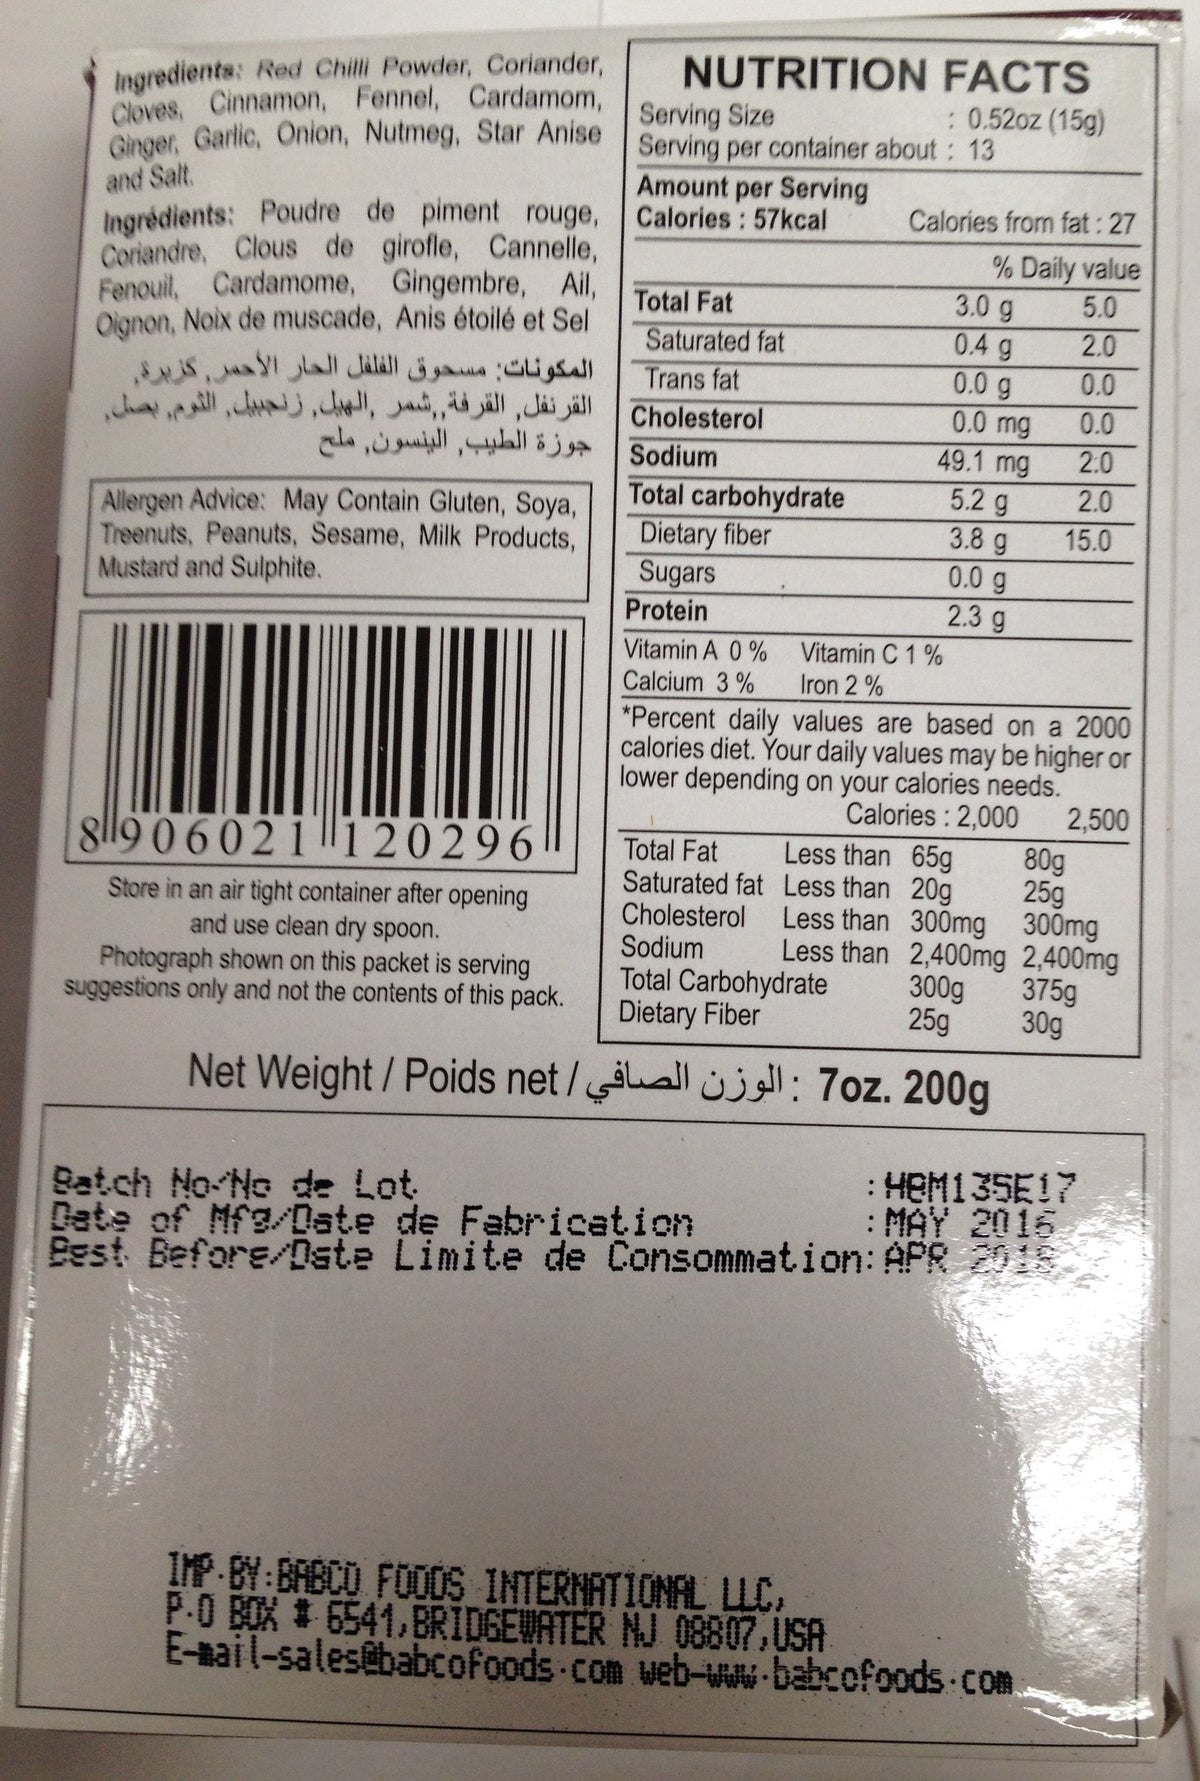 Ingredients: Red Chilli Powder, Coriander,
Cloves, Cinnamon, Fennel, Cardamom,
Ginger, Garlic, Onion, Nutmeg, Star Anise
and Salt.
Ingrédients: Poudre de piment rouge,
Coriandre, Clous de girofle, Cannelle,
Fenouil, Cardamome, Gingembre, Ail,
Oignon, Noix de muscade, Anis étoilé et Sel
المكونات: مسحوق الفلفل الحار الأحمر, كزبرة,
القرنفل, القرفة,, شمر, الهيل, زنجبيل, الثوم, بصل,
جوزة الطيب, الينسون, ملح
Allergen Advice: May Contain Gluten, Soya,
Treenuts, Peanuts, Sesame, Milk Products,
Mustard and Sulphite.
8 906021 120296
Store in an air tight container after opening
and use clean dry spoon.
Photograph shown on this packet is serving
suggestions only and not the contents of this pack.
NUTRITION FACTS
Serving Size : 0.52oz (15g)
Serving per container about : 13
Amount per Serving
Calories : 57kcal Calories from fat : 27
% Daily value
Total Fat 3.0 g 5.0
Saturated fat 0.4 g 2.0
Trans fat 0.0 g 0.0
Cholesterol 0.0 mg 0.0
Sodium 49.1 mg 2:0
Total carbohydrate 5.2 g 2.0
Dietary fiber 3.8 g 15.0
Sugars 0.0 g
Protein 2.3 g
Vitamin A 0 % Vitamin C 1 %
Calcium 3 % Iron 2 %
*Percent daily values are based on a 2000
calories diet. Your daily values may be higher or
lower depending on your calories needs.
Calories : 2,000 2,500
Total Fat Less than 65g 80g
Saturated fat Less than 20g 25g
Cholesterol Less than 300mg 300mg
Sodium Less than 2,400mg 2,400mg
Total Carbohydrate 300g 375g
Dietary Fiber 25g 30g
Net Weight / Poids net / الوزن الصافي : 7oz. 200g
Batch No/No de Lot :HBM135E17
Date of Mfg/Date de Fabrication :MAY 2016
Best Before/Date Limite de Consommation:APR 2018
IMP.BY:BABCO FOODS INTERNATIONAL LLC,
P.O BOX # 6541,BRIDGEWATER NJ 08807,USA
E-mail-sales@babcofoods.com web-www.babcofoods.com